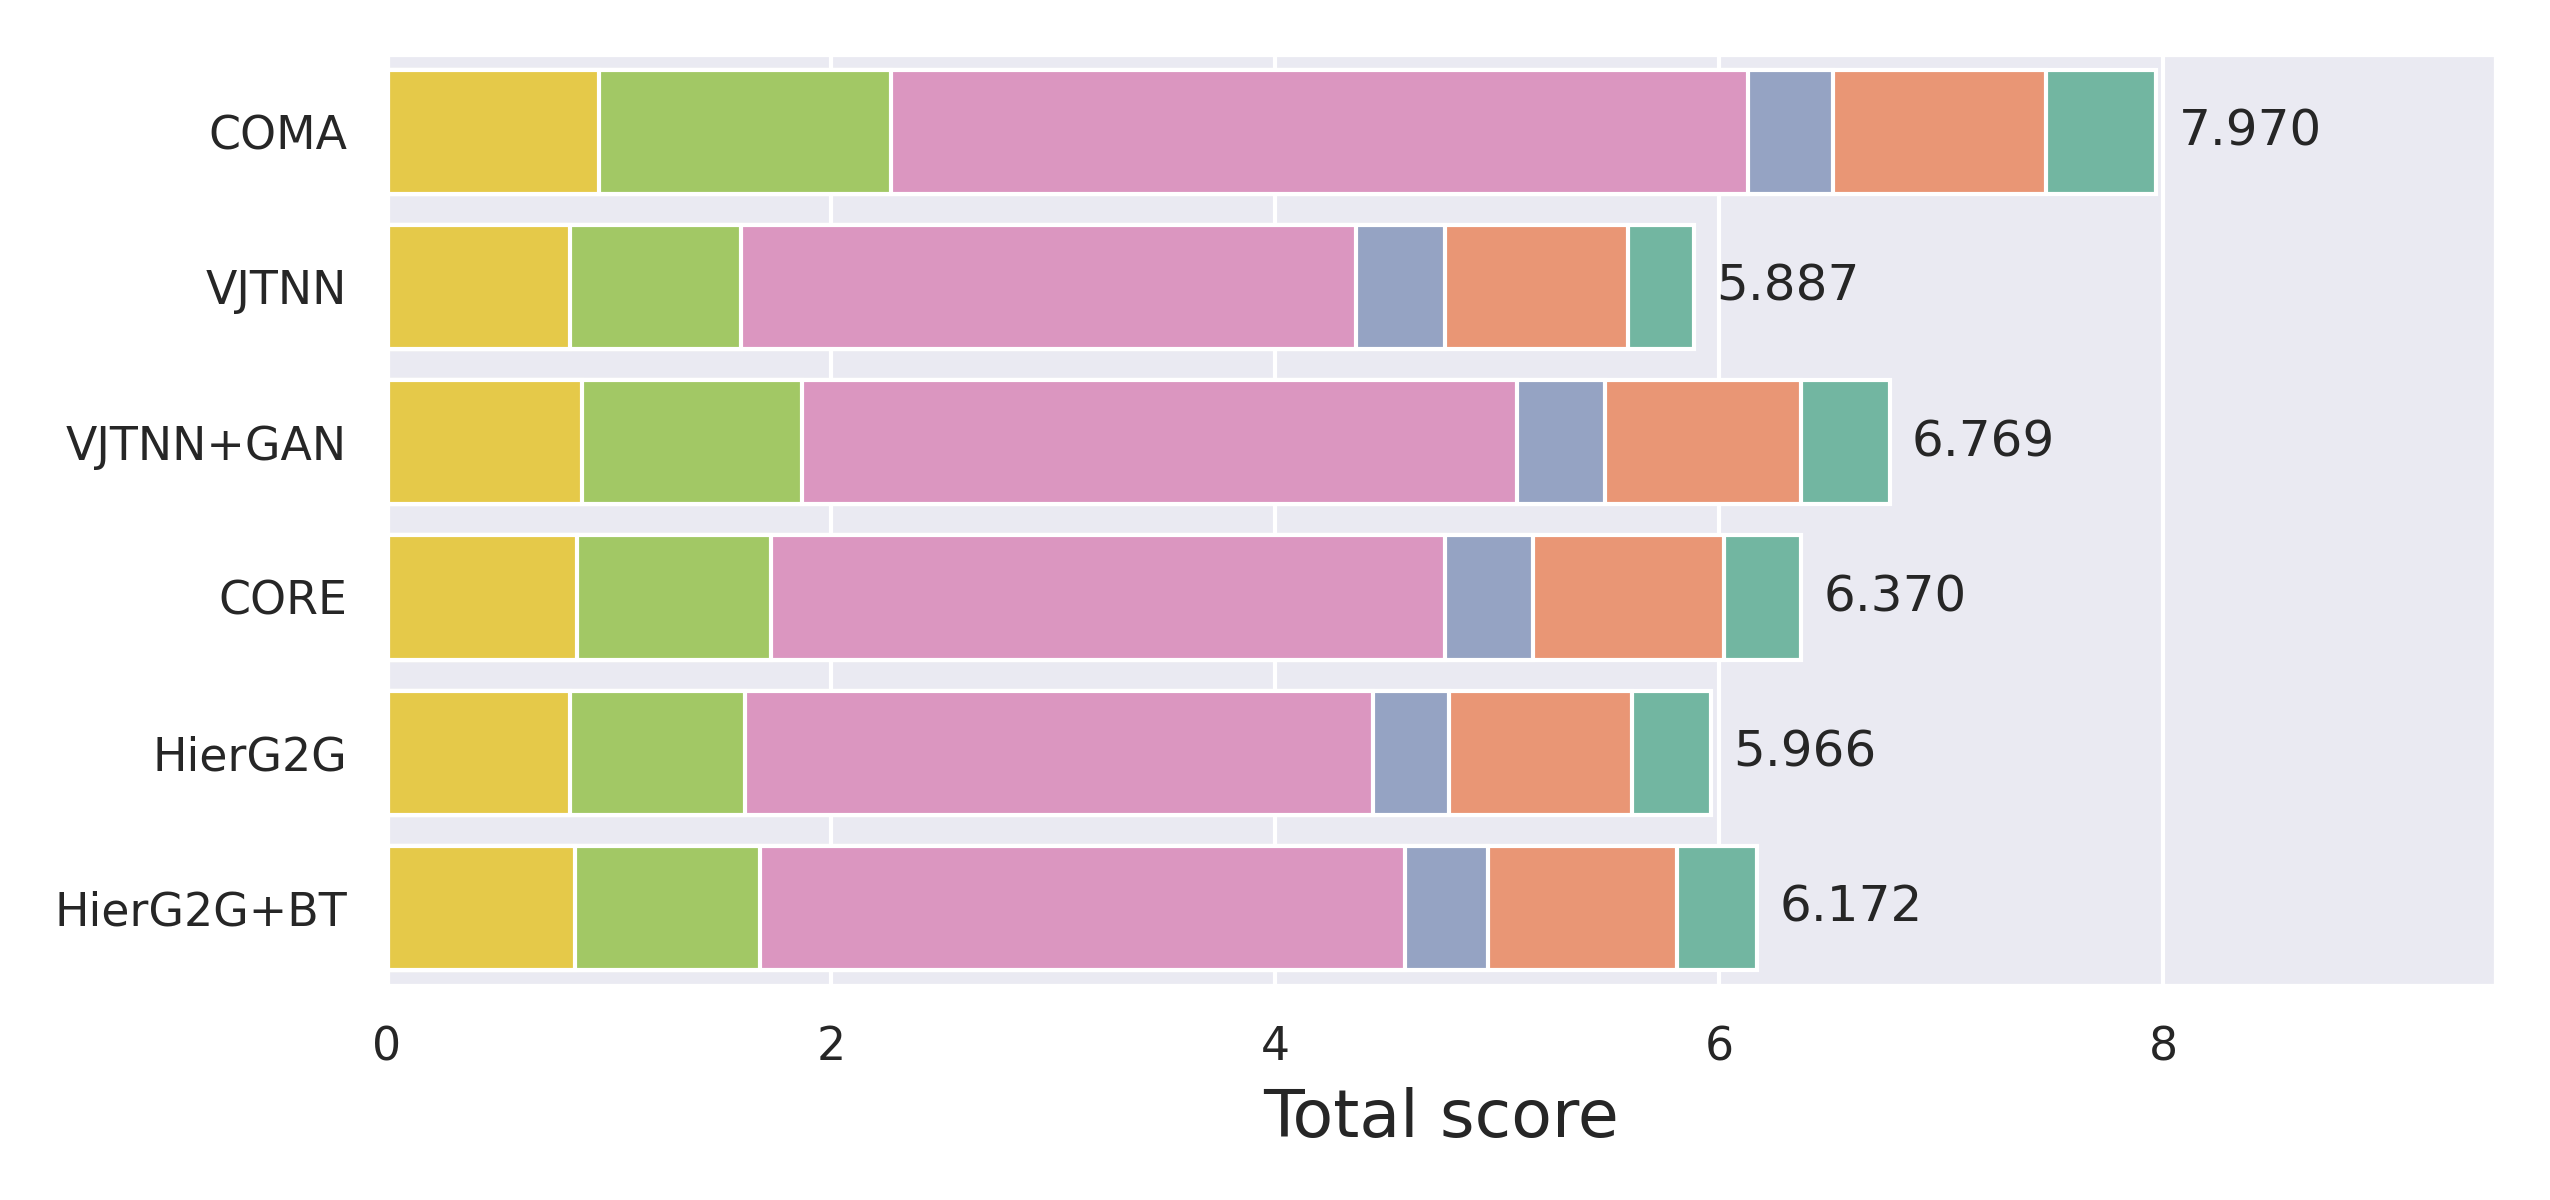 COMA 7.970
VJTNN 5.887
VJTNN+GAN 6.769
CORE 6.370
HierG2G 5.966
HierG2G+BT 6.172
0 2 4 6 8
Total score